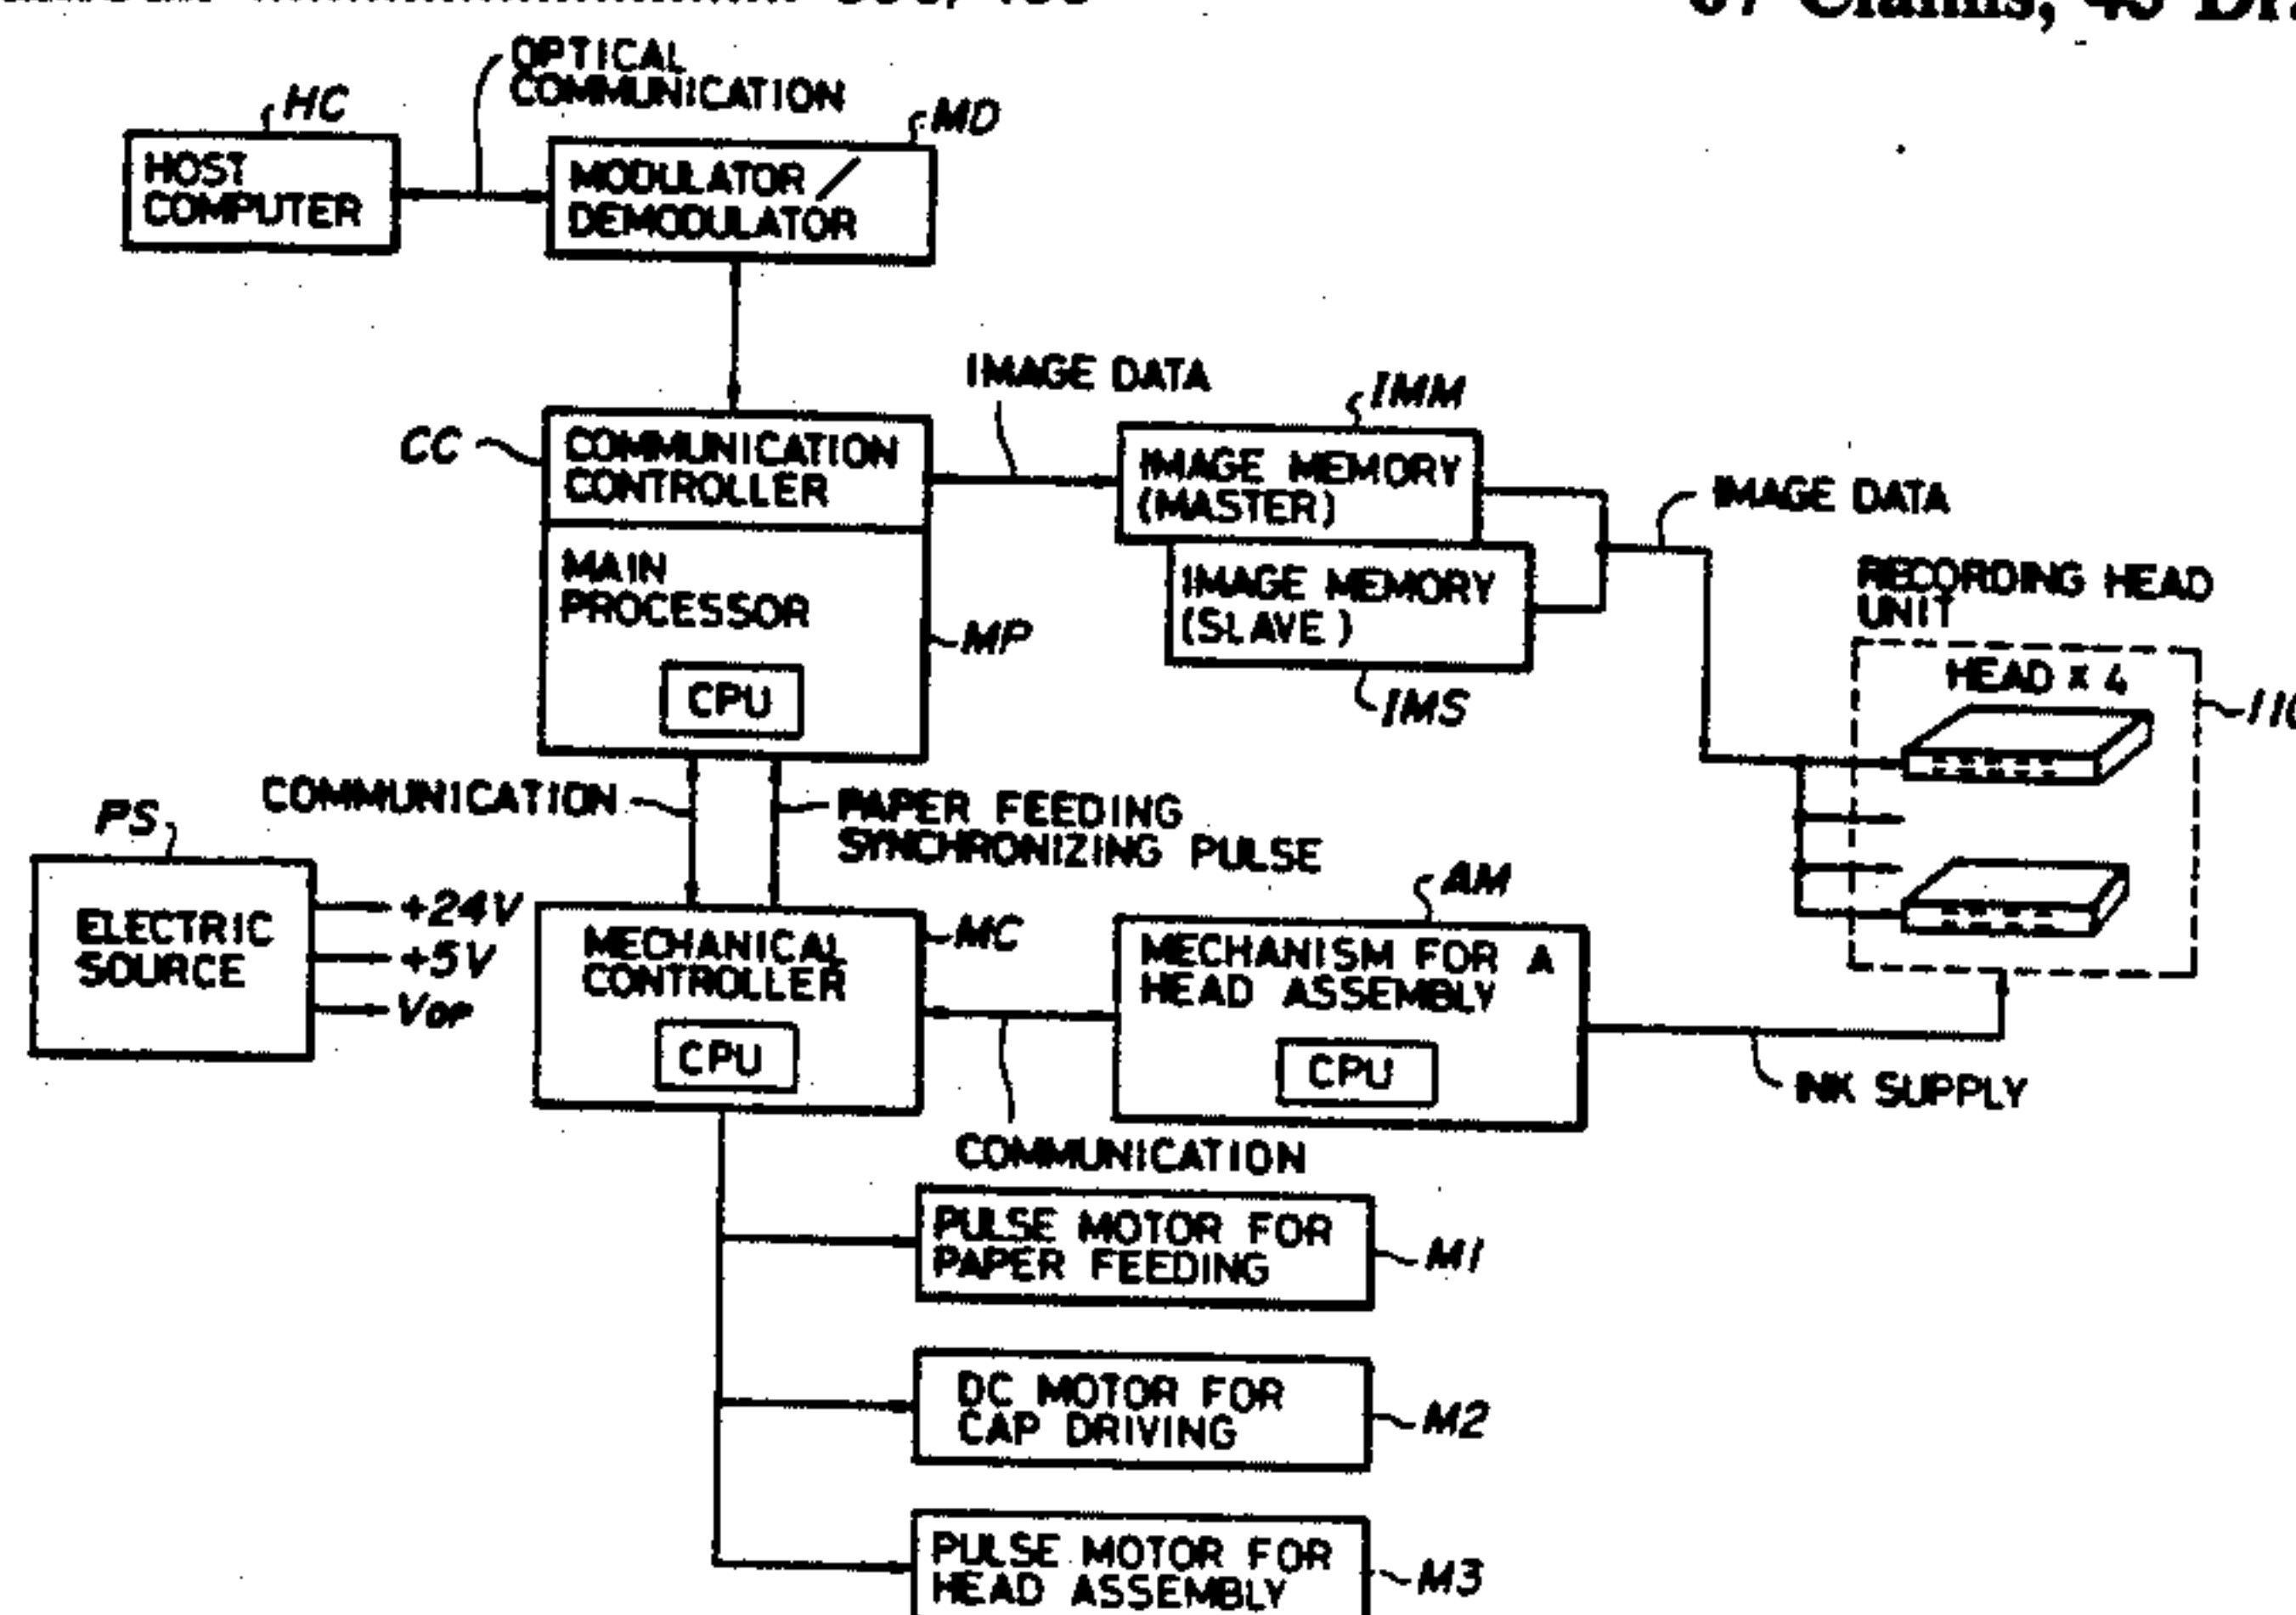 37 Claims, 43
OPTICAL
COMMUNICATION
HC
MD
HOST
COMPUTER
MODULATOR /
DEMODULATOR
IMAGE DATA
IMM
CC
COMMUNICATION
CONTROLLER
IMAGE MEMORY
(MASTER)
IMAGE DATA
MAIN
PROCESSOR
MP
CPU
IMAGE MEMORY
(SLAVE)
IMS
RECORDING HEAD
UNIT
HEAD X 4
COMMUNICATION
PAPER FEEDING
SYNCHRONIZING PULSE
PS
ELECTRIC
SOURCE
+24V
+5V
VOP
AM
MECHANICAL
CONTROLLER
MC
CPU
MECHANISM FOR A
HEAD ASSEMBLY
CPU
INK SUPPLY
COMMUNICATION
PULSE MOTOR FOR
PAPER FEEDING
M1
DC MOTOR FOR
CAP DRIVING
M2
PULSE MOTOR FOR
HEAD ASSEMBLY
M3